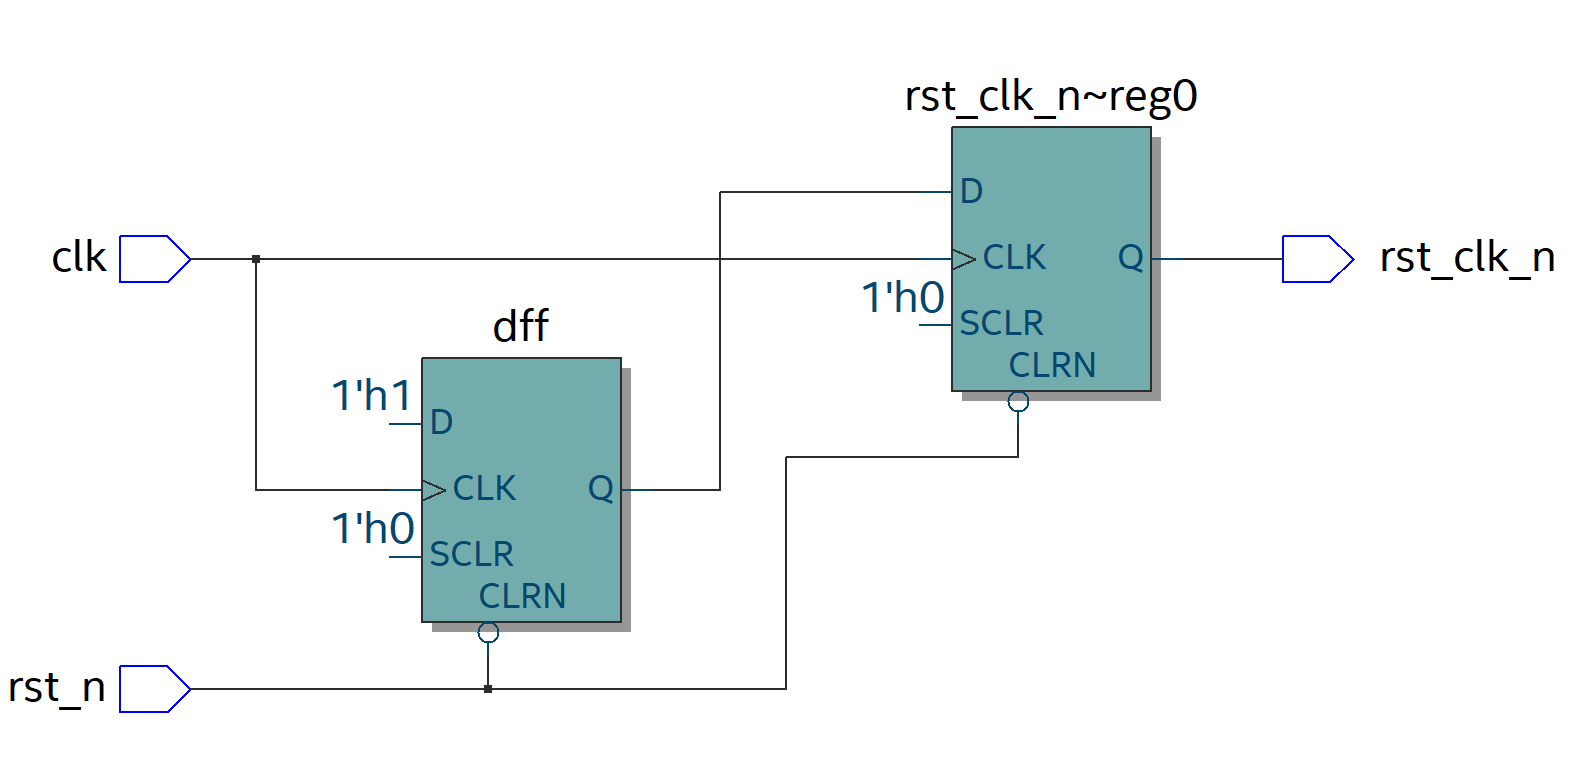 rst_clk_n~reg0
D
clk
CLK
Q
rst_clk_n
1'h0
SCLR
CLRN
dff
1'h1
D
CLK
Q
1'h0
SCLR
CLRN
rst_n